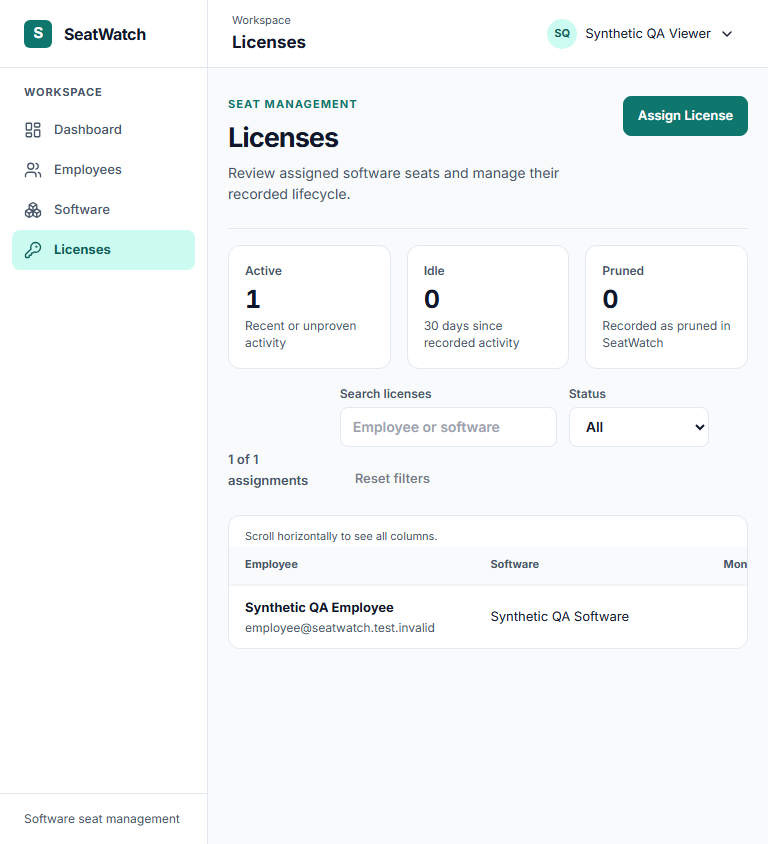 S
SeatWatch
Workspace
Licenses
SQ
Synthetic QA Viewer
WORKSPACE
Dashboard
Employees
Software
Licenses
Software seat management
SEAT MANAGEMENT
Licenses
Review assigned software seats and manage their
recorded lifecycle.
Assign License
Active
1
Recent or unproven
activity
Idle
0
30 days since
recorded activity
Pruned
0
Recorded as pruned in
SeatWatch
Search licenses
Employee or software
Status
All
1 of 1
assignments
Reset filters
Scroll horizontally to see all columns.
Employee
Software
Mon
Synthetic QA Employee
employee@seatwatch.test.invalid
Synthetic QA Software